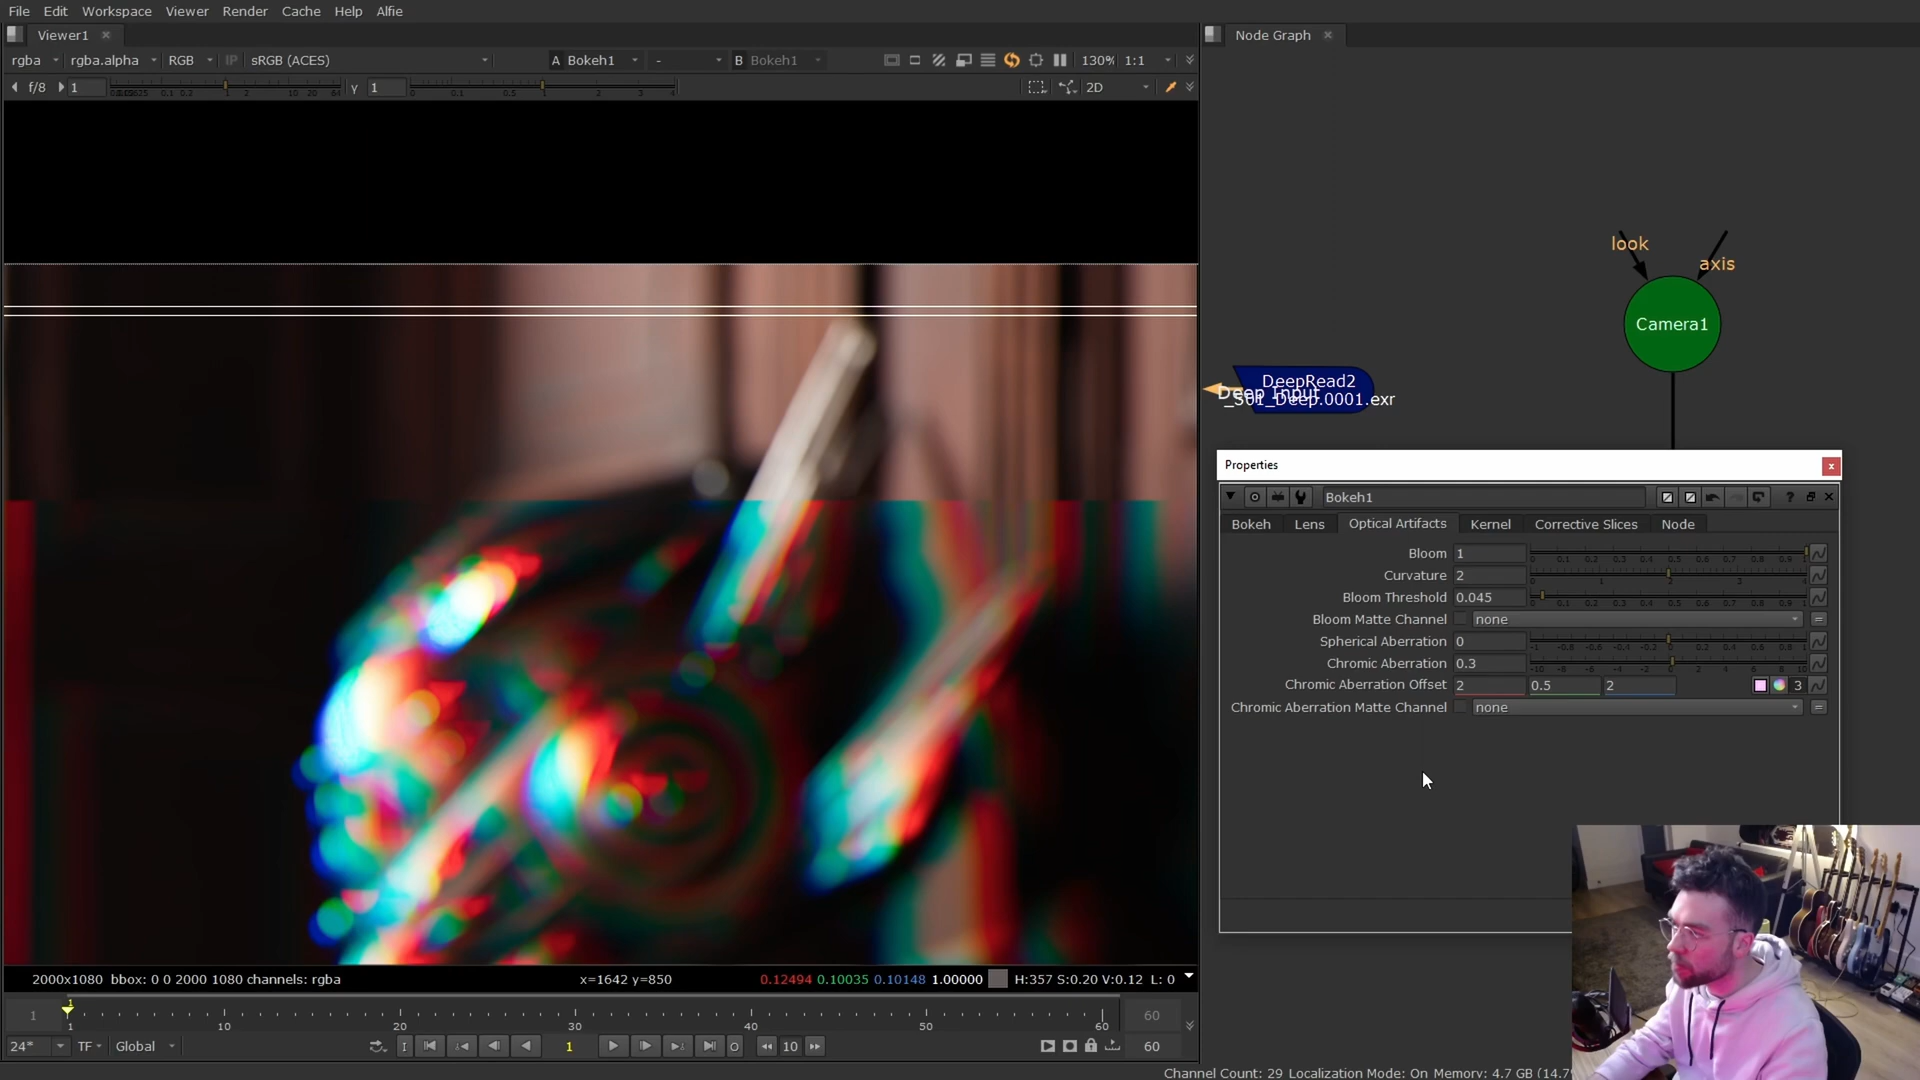 File Edit Workspace Viewer Render Cache Help Alfie
Viewer1
Node Graph
rgba rgba.alpha RGB IP sRGB (ACES) A Bokeh1 - B Bokeh1 130% 1:1
f/8 1 γ 1 2D
look
axis
Camera1
DeepRead2
Deep Input
_S01_Deep.0001.exr
Properties
Bokeh1
Bokeh Lens Optical Artifacts Kernel Corrective Slices Node
Bloom 1
Curvature 2
Bloom Threshold 0.045
Bloom Matte Channel none
Spherical Aberration 0
Chromic Aberration 0.3
Chromic Aberration Offset 2 0.5 2 3
Chromic Aberration Matte Channel none
2000x1080 bbox: 0 0 2000 1080 channels: rgba x=1642 y=850 0.12494 0.10035 0.10148 1.00000 H:357 S:0.20 V:0.12 L: 0
1 1 60
1 10 20 30 40 50 60
24* TF Global 1 10 60
Channel Count: 29 Localization Mode: On Memory: 4.7 GB